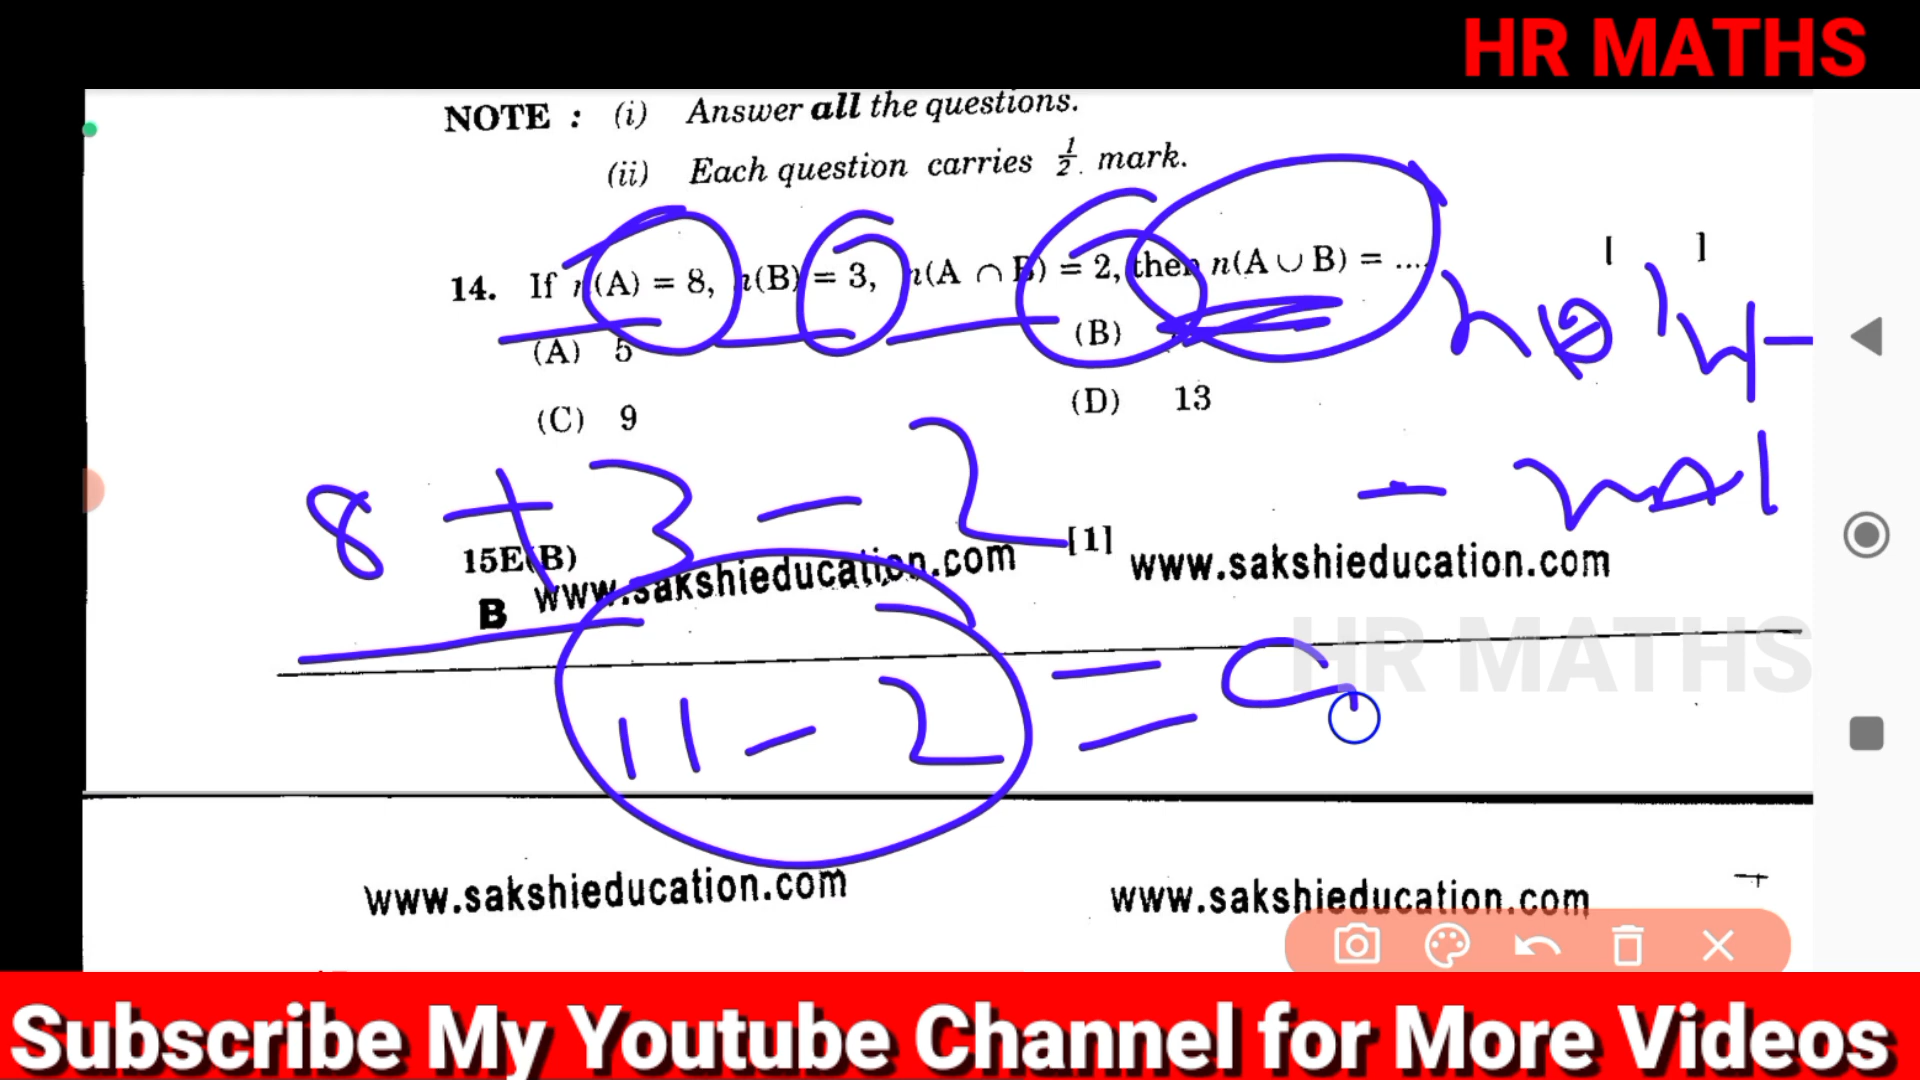 HR MATHS
NOTE : (i) Answer all the questions.
(ii) Each question carries 1/2 mark.
14. If n(A) = 8, n(B) = 3, n(A ∩ B) = 2, then n(A ∪ B) = .... [ ]
(A) 5 (B)
(C) 9 (D) 13
8 + 3 - 2
15E(B) [1]
www.sakshieducation.com www.sakshieducation.com
B
HR MATHS
11 - 2 =
www.sakshieducation.com www.sakshieducation.com
Subscribe My Youtube Channel for More Videos